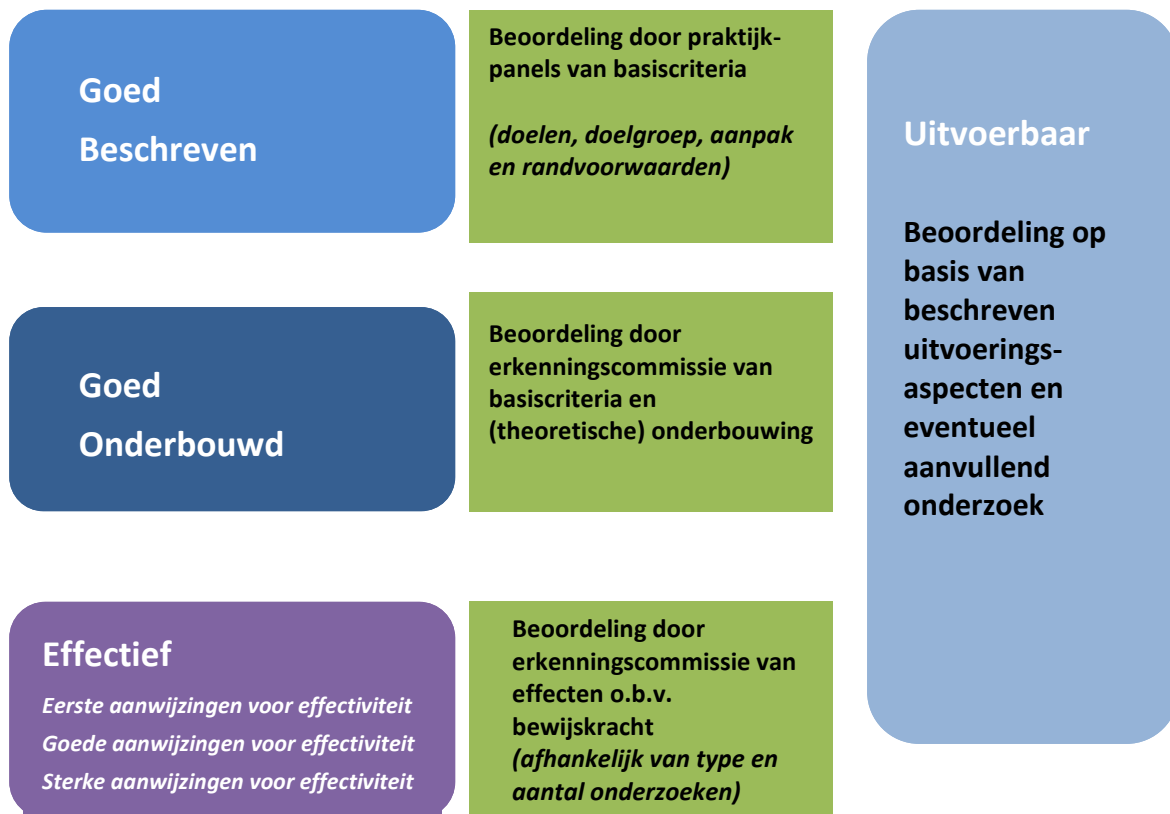 Goed
Beschreven
Beoordeling door praktijk-
panels van basiscriteria
(doelen, doelgroep, aanpak
en randvoorwaarden)
Goed
Onderbouwd
Beoordeling door
erkenningscommissie van
basiscriteria en
(theoretische) onderbouwing
Effectief
Eerste aanwijzingen voor effectiviteit
Goede aanwijzingen voor effectiviteit
Sterke aanwijzingen voor effectiviteit
Beoordeling door
erkenningscommissie van
effecten o.b.v.
bewijskracht
(afhankelijk van type en
aantal onderzoeken)
Uitvoerbaar
Beoordeling op
basis van
beschreven
uitvoerings-
aspecten en
eventueel
aanvullend
onderzoek